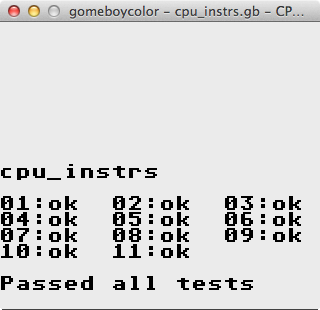 gomeboycolor – cpu_instrs.gb – CP...
cpu_instrs
01:ok 02:ok 03:ok
04:ok 05:ok 06:ok
07:ok 08:ok 09:ok
10:ok 11:ok
Passed all tests